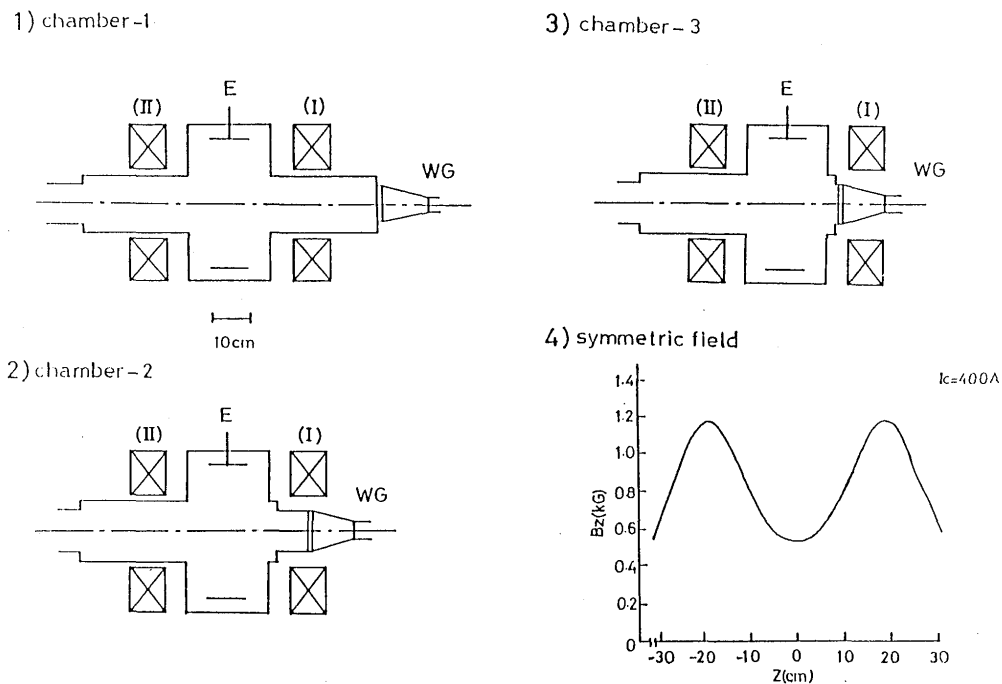 1) chamber-1
(II)
E
(I)
WG
10cm
2) chamber-2
(II)
E
(I)
WG
3) chamber-3
(II)
E
(I)
WG
4) symmetric field
Ic=400A
1.4
1.2
1.0
0.8
0.6
0.4
0.2
0
Bz(kG)
-30 -20 -10 0 10 20 30
Z(cm)